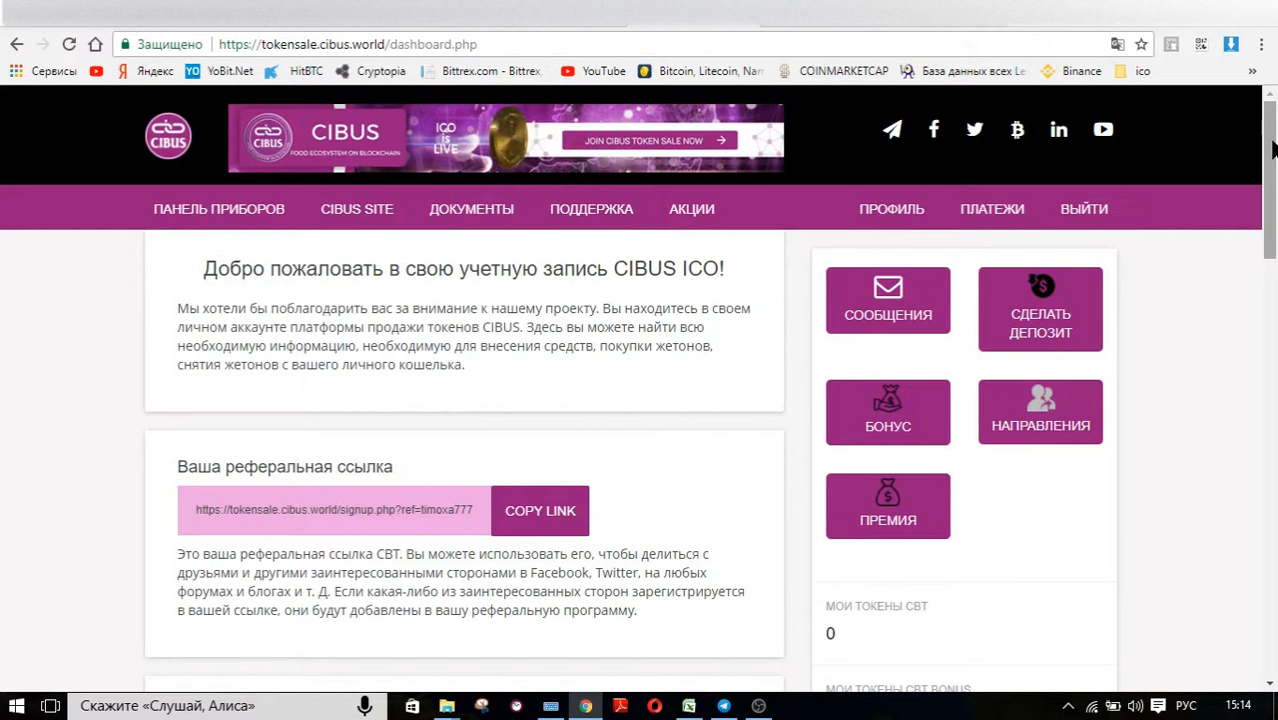 Защищено https://tokensale.cibus.world/dashboard.php
Сервисы Яндекс YO YoBit.Net HitBTC Cryptopia Bittrex.com - Bittrex, YouTube Bitcoin, Litecoin, Nam COINMARKETCAP База данных всех Le Binance ico »
CIBUS
CIBUS
CIBUS
FOOD ECOSYSTEM ON BLOCKCHAIN
ICO
IS
LIVE
JOIN CIBUS TOKEN SALE NOW
ПАНЕЛЬ ПРИБОРОВ CIBUS SITE ДОКУМЕНТЫ ПОДДЕРЖКА АКЦИИ ПРОФИЛЬ ПЛАТЕЖИ ВЫЙТИ
Добро пожаловать в свою учетную запись CIBUS ICO!
Мы хотели бы поблагодарить вас за внимание к нашему проекту. Вы находитесь в своем
личном аккаунте платформы продажи токенов CIBUS. Здесь вы можете найти всю
необходимую информацию, необходимую для внесения средств, покупки жетонов,
снятия жетонов с вашего личного кошелька.
Ваша реферальная ссылка
https://tokensale.cibus.world/signup.php?ref=timoxa777
COPY LINK
Это ваша реферальная ссылка CBT. Вы можете использовать его, чтобы делиться с
друзьями и другими заинтересованными сторонами в Facebook, Twitter, на любых
форумах и блогах и т. Д. Если какая-либо из заинтересованных сторон зарегистрируется
в вашей ссылке, они будут добавлены в вашу реферальную программу.
СООБЩЕНИЯ
СДЕЛАТЬ
ДЕПОЗИТ
БОНУС
НАПРАВЛЕНИЯ
ПРЕМИЯ
МОИ ТОКЕНЫ CBT
0
МОИ ТОКЕНЫ CBT BONUS
Скажите «Слушай, Алиса»
РУС 15:14